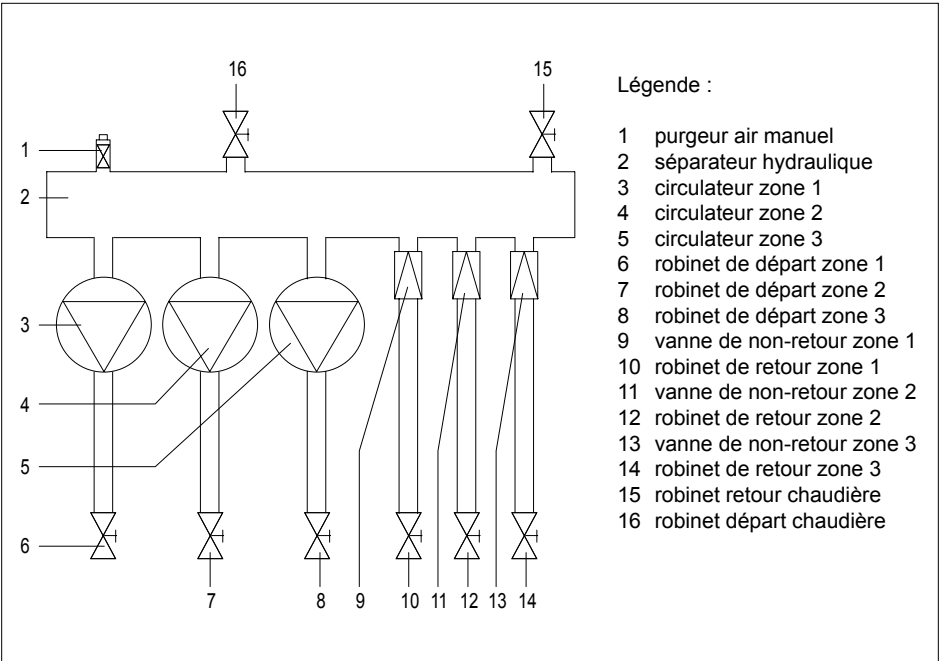 16
15
1
2
3
4
5
6
7
8
9
10
11
12
13
14
Légende :
1 purgeur air manuel
2 séparateur hydraulique
3 circulateur zone 1
4 circulateur zone 2
5 circulateur zone 3
6 robinet de départ zone 1
7 robinet de départ zone 2
8 robinet de départ zone 3
9 vanne de non-retour zone 1
10 robinet de retour zone 1
11 vanne de non-retour zone 2
12 robinet de retour zone 2
13 vanne de non-retour zone 3
14 robinet de retour zone 3
15 robinet retour chaudière
16 robinet départ chaudière